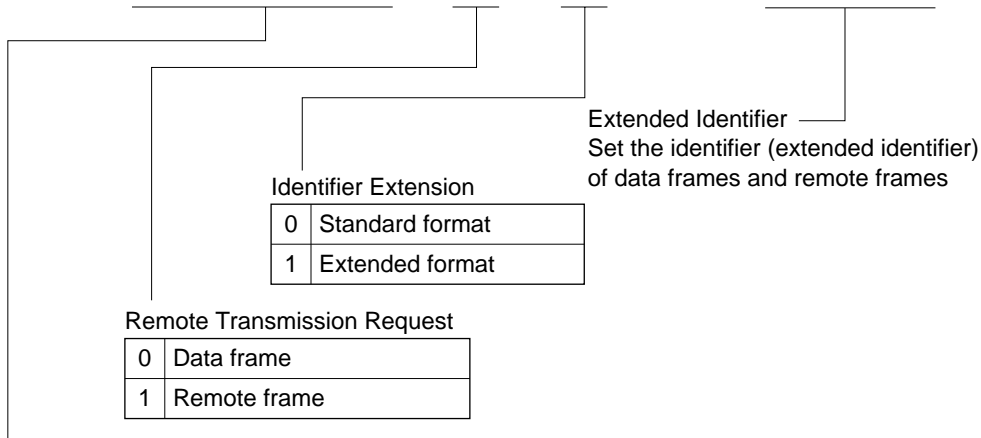 Extended Identifier
Set the identifier (extended identifier)
of data frames and remote frames
Identifier Extension
0 Standard format
1 Extended format
Remote Transmission Request
0 Data frame
1 Remote frame